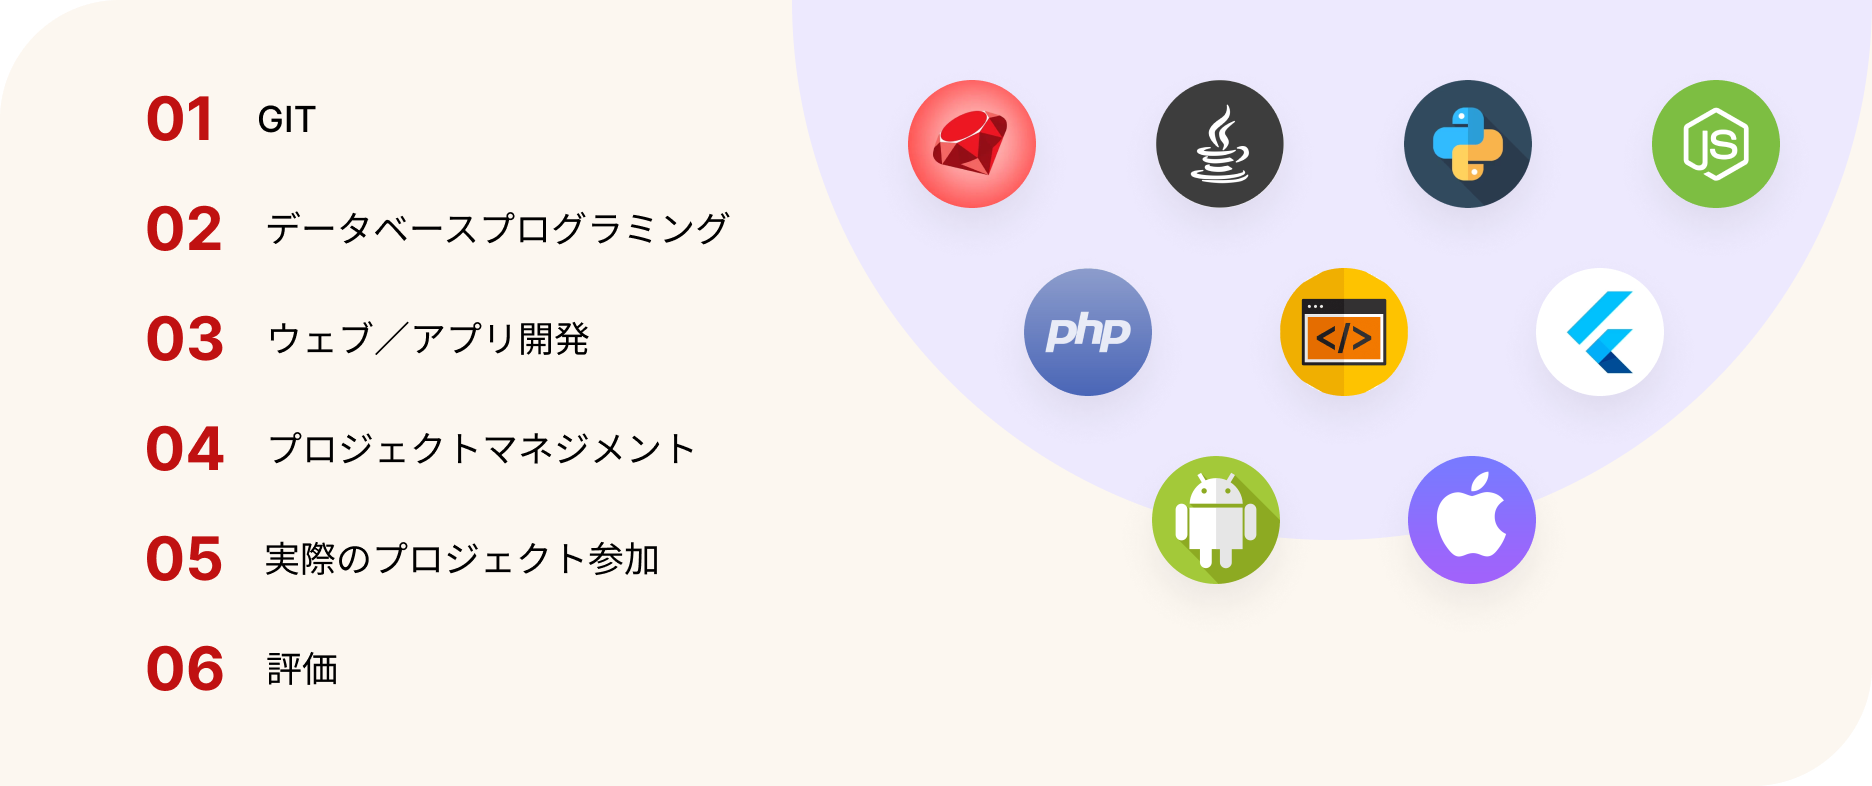 01 GIT
02 データベースプログラミング
03 ウェブ／アプリ開発
04 プロジェクトマネジメント
05 実際のプロジェクト参加
06 評価
JS
php
</>